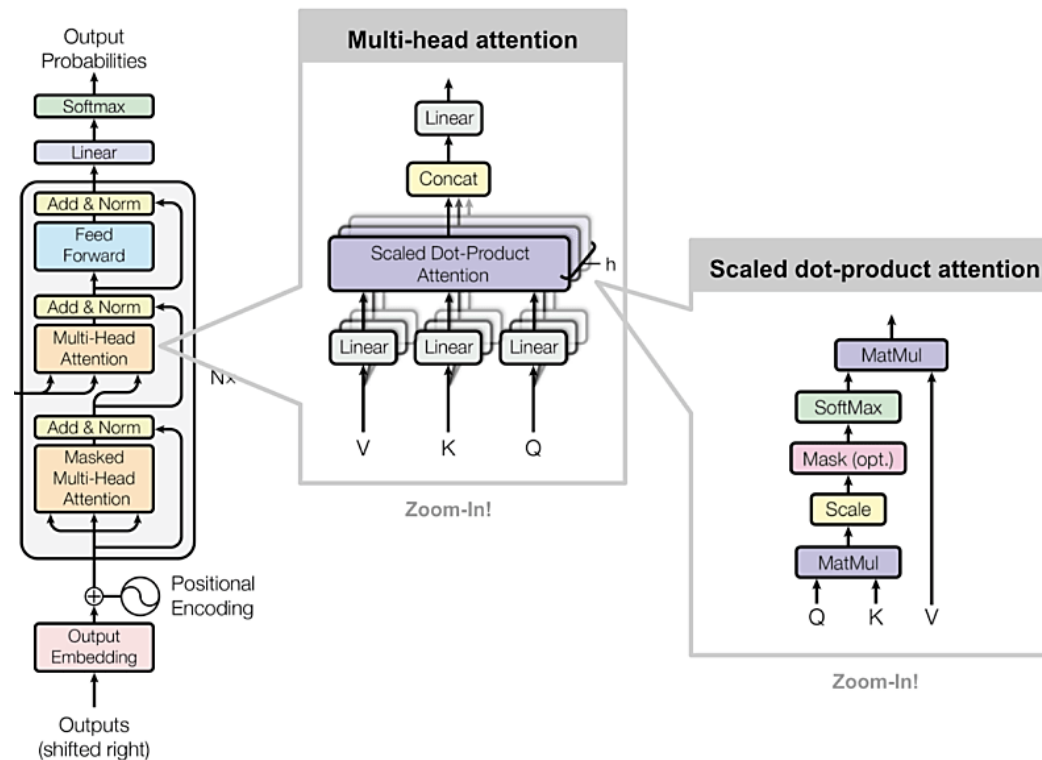 Output
Probabilities
Softmax
Linear
Add & Norm
Feed
Forward
Add & Norm
Multi-Head
Attention
Nx
Add & Norm
Masked
Multi-Head
Attention
Positional
Encoding
Output
Embedding
Outputs
(shifted right)
Multi-head attention
Linear
Concat
Scaled Dot-Product
Attention
h
Linear
Linear
Linear
V
K
Q
Zoom-In!
Scaled dot-product attention
MatMul
SoftMax
Mask (opt.)
Scale
MatMul
Q
K
V
Zoom-In!